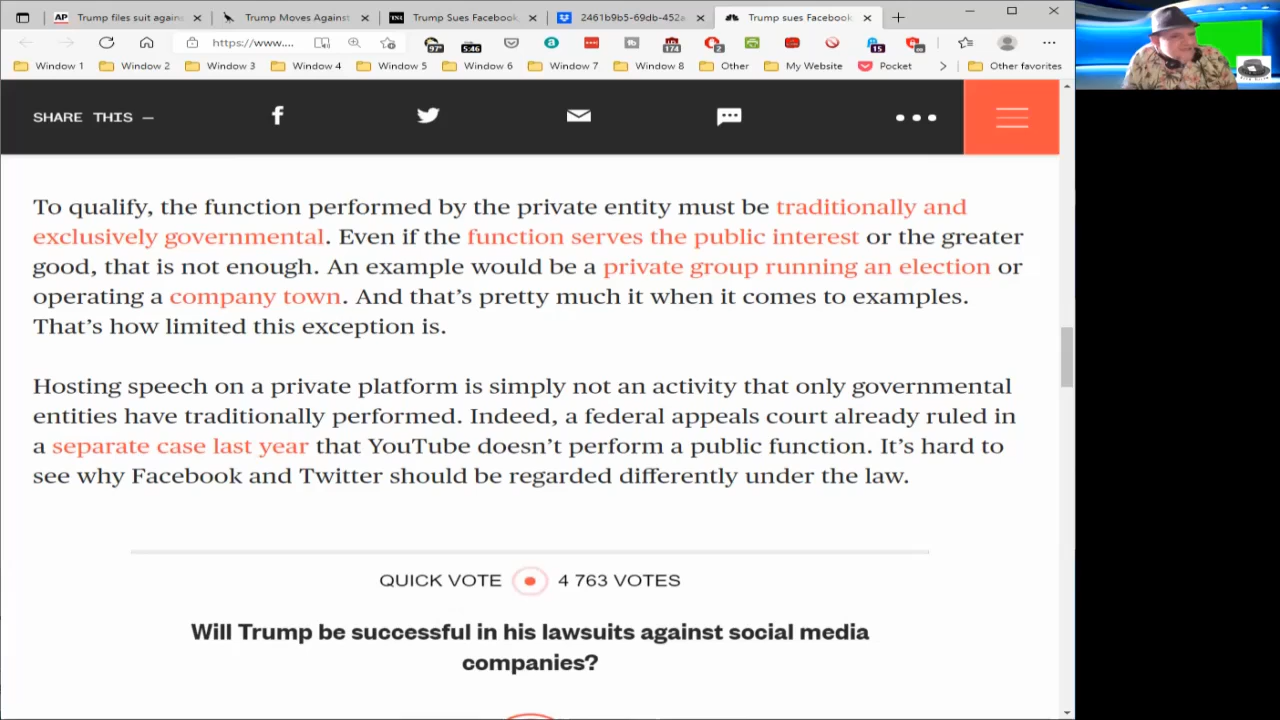 Trump files suit agains
Trump Moves Against
Trump Sues Facebook,
2461b9b5-69db-452a
Trump sues Facebook
https://www....
97°
5:46
a
174
2
15
Window 1
Window 2
Window 3
Window 4
Window 5
Window 6
Window 7
Window 8
Other
My Website
Pocket
Other favorites
SHARE THIS —
To qualify, the function performed by the private entity must be traditionally and
exclusively governmental. Even if the function serves the public interest or the greater
good, that is not enough. An example would be a private group running an election or
operating a company town. And that’s pretty much it when it comes to examples.
That’s how limited this exception is.
Hosting speech on a private platform is simply not an activity that only governmental
entities have traditionally performed. Indeed, a federal appeals court already ruled in
a separate case last year that YouTube doesn’t perform a public function. It’s hard to
see why Facebook and Twitter should be regarded differently under the law.
QUICK VOTE 4 763 VOTES
Will Trump be successful in his lawsuits against social media
companies?